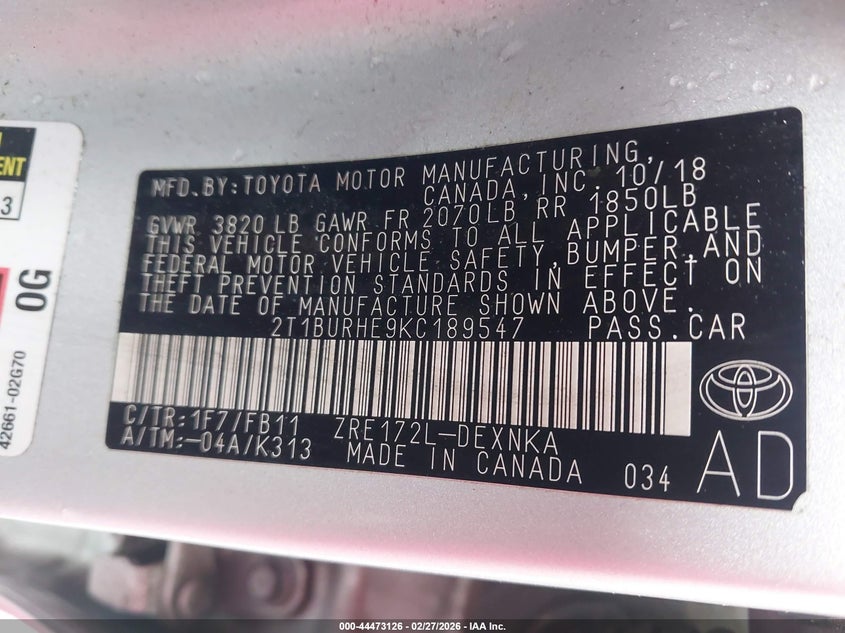 MFD.BY:TOYOTA MOTOR MANUFACTURING,
CANADA,INC. 10/18
GVWR 3820 LB GAWR FR 2070LB RR 1850LB
THIS VEHICLE CONFORMS TO ALL APPLICABLE
FEDERAL MOTOR VEHICLE SAFETY,BUMPER,AND
THEFT PREVENTION STANDARDS IN EFFECT ON
THE DATE OF MANUFACTURE SHOWN ABOVE.
2T1BURHE9KC189547 PASS.CAR
C/TR:1F7/FB11 ZRE172L-DEXNKA
A/TM:-04A/K313 MADE IN CANADA 034
AD
3
0G
42661-02G70
000-44473126 - 02/27/2026 - IAA Inc.